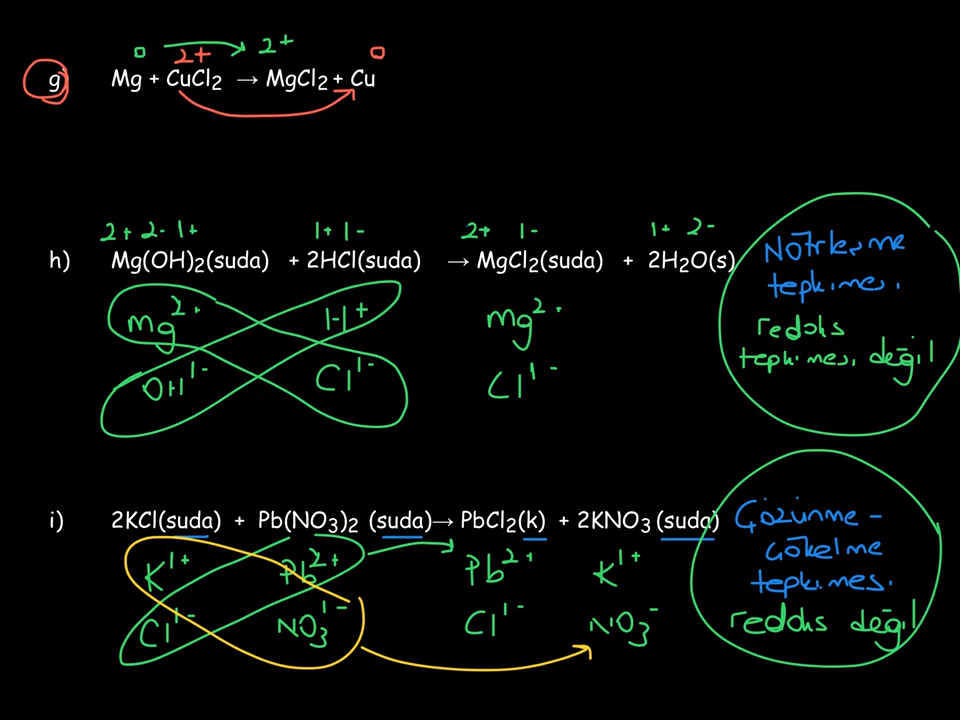 0 2+ 2+ 0
g) Mg + CuCl2 → MgCl2 + Cu
2+ 2- 1+ 1+ 1- 2+ 1- 1+ 2-
h) Mg(OH)2(suda) + 2HCl(suda) → MgCl2(suda) + 2H2O(s)
Mg2+ H+ Mg2+
OH1- Cl1- Cl1-
Nötrleşme
tepkimesi
redoks
tepkimesi değil
i) 2KCl(suda) + Pb(NO3)2 (suda)→ PbCl2(k) + 2KNO3 (suda)
K1+ Pb2+ Pb2+ K1+
Cl1- NO31- Cl1- NO3-
Çözünme -
çökelme
tepkimesi.
redoks değil